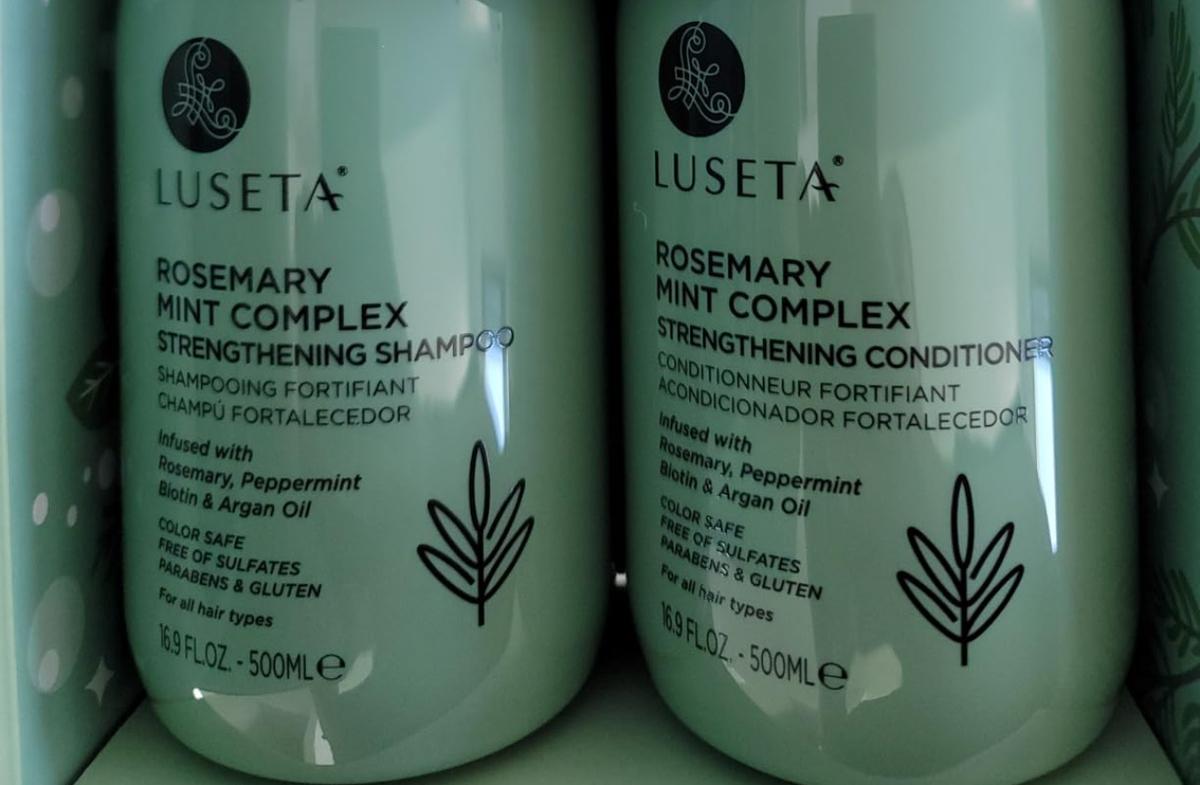 LUSETA®
ROSEMARY
MINT COMPLEX
STRENGTHENING SHAMPOO
SHAMPOOING FORTIFIANT
CHAMPÚ FORTALECEDOR
Infused with
Rosemary, Peppermint
Biotin & Argan Oil
COLOR SAFE
FREE OF SULFATES
PARABENS & GLUTEN
For all hair types
16.9 FL.OZ. - 500ML℮
LUSETA®
ROSEMARY
MINT COMPLEX
STRENGTHENING CONDITIONER
CONDITIONNEUR FORTIFIANT
ACONDICIONADOR FORTALECEDOR
Infused with
Rosemary, Peppermint
Biotin & Argan Oil
COLOR SAFE
FREE OF SULFATES
PARABENS & GLUTEN
For all hair types
16.9 FL.OZ. - 500ML℮